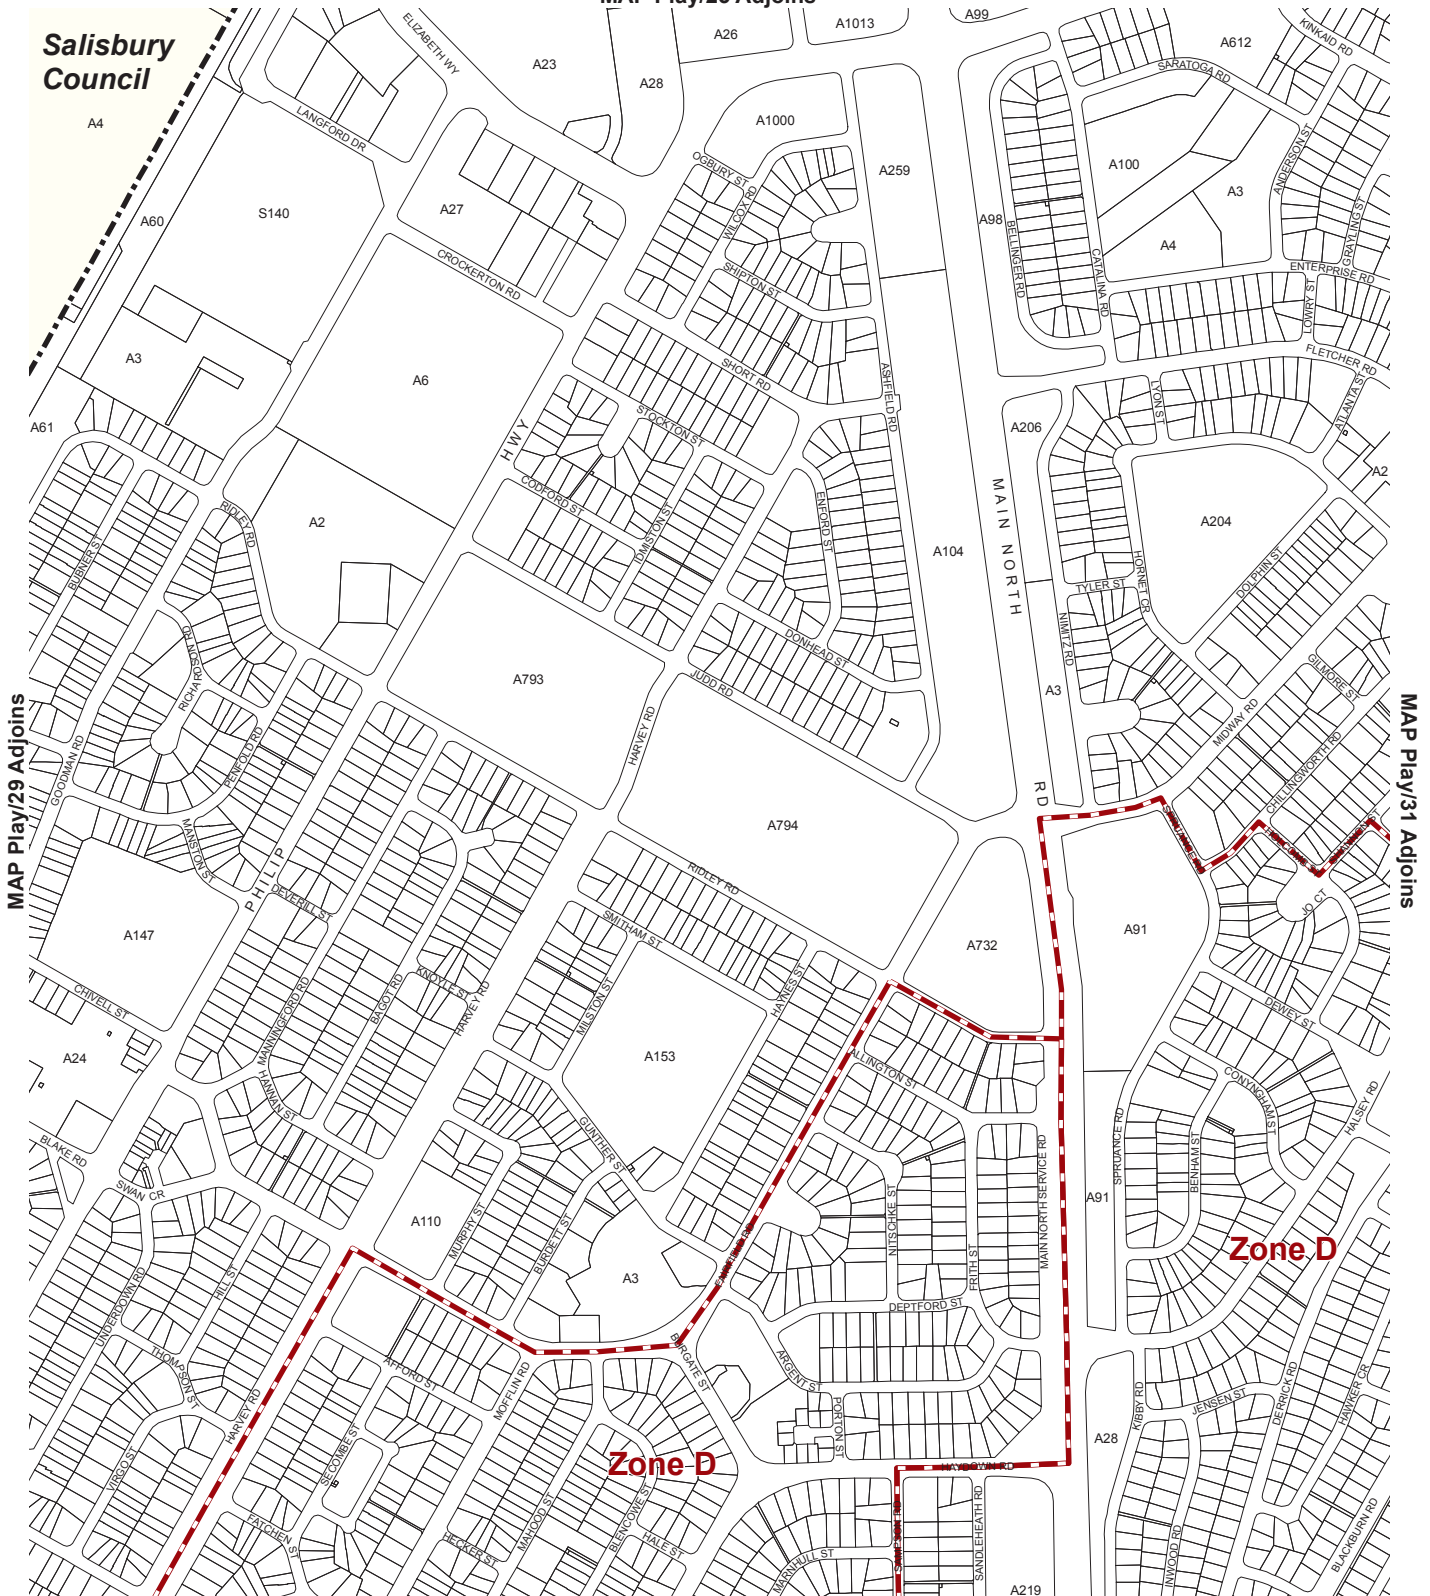 Salisbury
Council
A4
A60
A61
S140
A3
A6
A2
A27
A23
A28
A26
A1013
A99
A1000
A259
A98
A612
A100
A3
A4
A206
A204
A2
A104
A3
A793
A794
A732
A91
A91
A147
A24
A153
A110
A3
A28
A219
Zone D
Zone D
MAP Play/29 Adjoins
MAP Play/31 Adjoins
ELIZABETH WY
LANGFORD DR
CROCKERTON RD
OGBURY ST
WILCOX RD
SHIPTON ST
SHORT RD
STOCKTON ST
CODFORD ST
IDMISTON ST
ENFORD ST
ASHFIELD RD
DONHEAD ST
JUDD RD
HARVEY RD
HWY
PHILIP
MAIN NORTH
RD
BELLINGER RD
CATALINA RD
SARATOGA RD
KINKAID RD
ANDERSON ST
GRAYLING ST
ENTERPRISE RD
LOWRY ST
FLETCHER RD
ATLANTA ST
LYON ST
HORNET CR
TYLER ST
NIMITZ RD
DOLPHIN ST
GILMORE ST
MIDWAY RD
CHILLINGWORTH RD
JO CT
DEWEY ST
CONYNGHAM ST
HALSEY RD
SPRUANCE RD
BENHAM ST
KIBBY RD
JENSEN ST
DERRICK RD
HAWKER CR
BLACKBURN RD
INWOOD RD
RIDLEY RD
BUBNER ST
RICHARDSON RD
PENFOLD RD
GOODMAN RD
MANSTON ST
DEVERILL ST
CHIVELL ST
MANNINGFORD RD
HANNAN ST
BAGOT RD
KNOYLE ST
HARVEY RD
SMITHAM ST
RIDLEY RD
MILSTON ST
HAYNES ST
GUNTHER ST
ALLINGTON ST
NITSCHKE ST
FRITH ST
MAIN NORTH SERVICE RD
DEPTFORD ST
ARGENT ST
PORTON ST
HAYDOWN RD
SAMPSON RD
SANDLEHEATH RD
MARNHULL ST
FAIRFIELD RD
BURGATE ST
MURPHY ST
BURDETT ST
MOFFLIN RD
AFFORD ST
SECOMBE ST
FATCHEN ST
HECKER ST
MAHOOD ST
BLENCOWE ST
HALE ST
BLAKE RD
SWAN CR
UNDERDOWN RD
HILL ST
THOMPSON ST
VIRGO ST
HARVEY RD